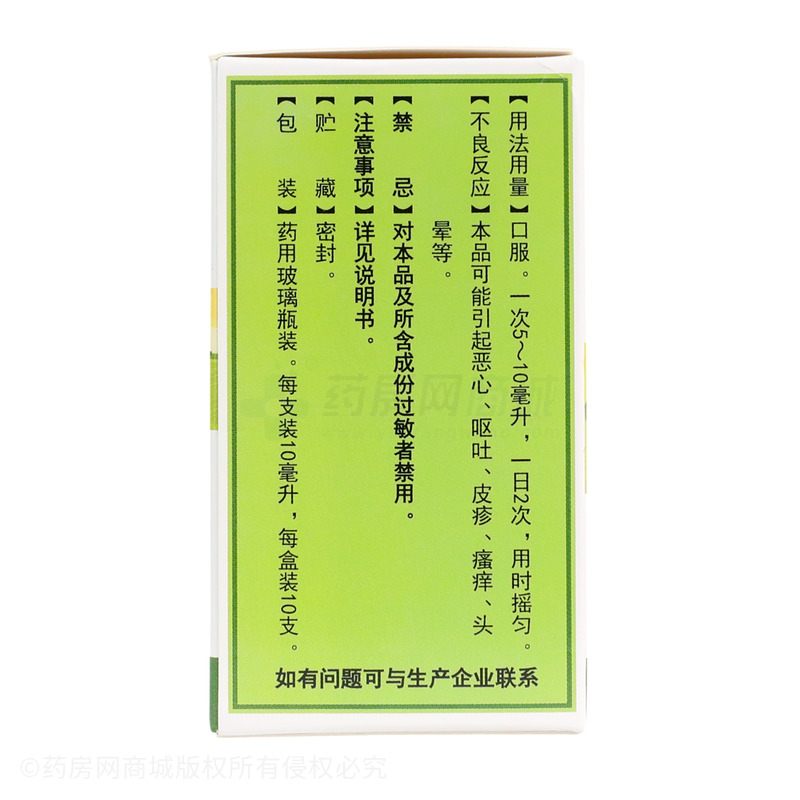 【用法用量】口服。一次5～10毫升，一日2次，用时摇匀。
【不良反应】本品可能引起恶心、呕吐、皮疹、瘙痒、头
晕等。
【禁 忌】对本品及所含成份过敏者禁用。
【注意事项】详见说明书。
【贮 藏】密封。
【包 装】药用玻璃瓶装。每支装10毫升，每盒装10支。
如有问题可与生产企业联系
药房网商城
©药房网商城版权所有侵权必究